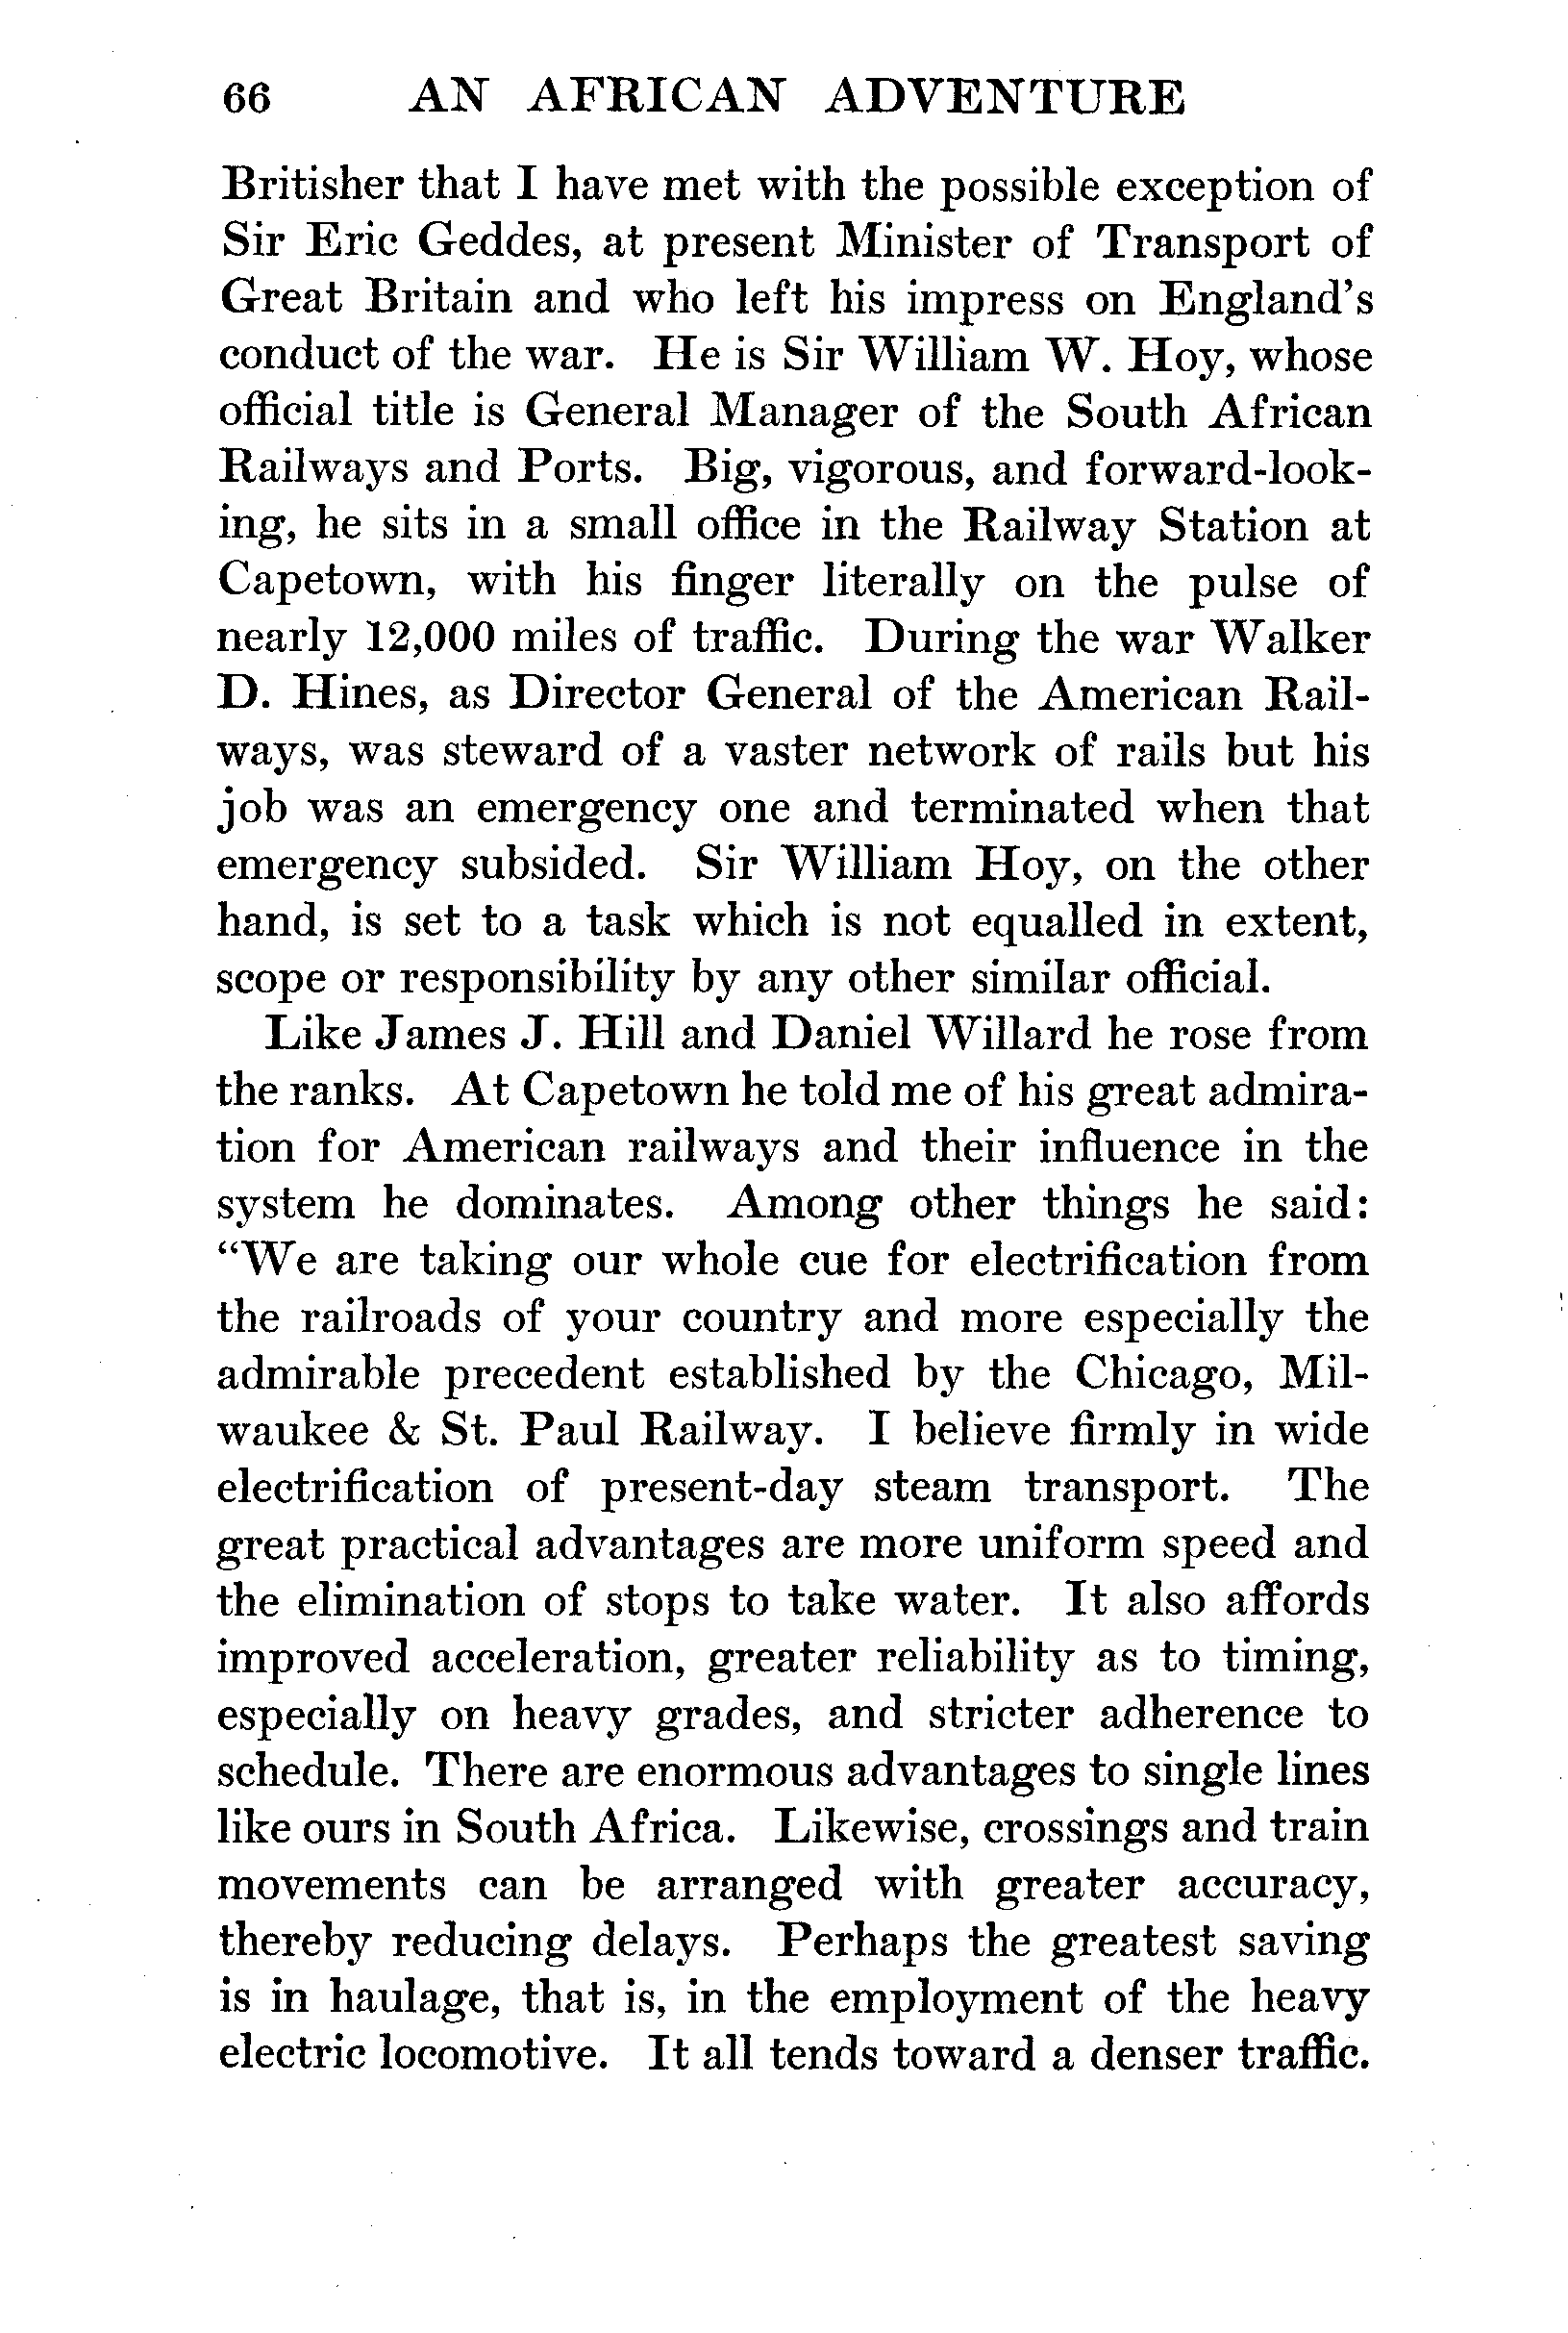 66 AN AFRICAN ADVENTURE
Britisher that I have met with the possible exception of
Sir Eric Geddes, at present Minister of Transport of
Great Britain and who left his impress on England's
conduct of the war. He is Sir William W. Hoy, whose
official title is General Manager of the South African
Railways and Ports. Big, vigorous, and forward-look-
ing, he sits in a small office in the Railway Station at
Capetown, with his finger literally on the pulse of
nearly 12,000 miles of traffic. During the war Walker
D. Hines, as Director General of the American Rail-
ways, was steward of a vaster network of rails but his
job was an emergency one and terminated when that
emergency subsided. Sir William Hoy, on the other
hand, is set to a task which is not equalled in extent,
scope or responsibility by any other similar official.
Like James J. Hill and Daniel Willard he rose from
the ranks. At Capetown he told me of his great admira-
tion for American railways and their influence in the
system he dominates. Among other things he said:
“We are taking our whole cue for electrification from
the railroads of your country and more especially the
admirable precedent established by the Chicago, Mil-
waukee & St. Paul Railway. I believe firmly in wide
electrification of present-day steam transport. The
great practical advantages are more uniform speed and
the elimination of stops to take water. It also affords
improved acceleration, greater reliability as to timing,
especially on heavy grades, and stricter adherence to
schedule. There are enormous advantages to single lines
like ours in South Africa. Likewise, crossings and train
movements can be arranged with greater accuracy,
thereby reducing delays. Perhaps the greatest saving
is in haulage, that is, in the employment of the heavy
electric locomotive. It all tends toward a denser traffic.